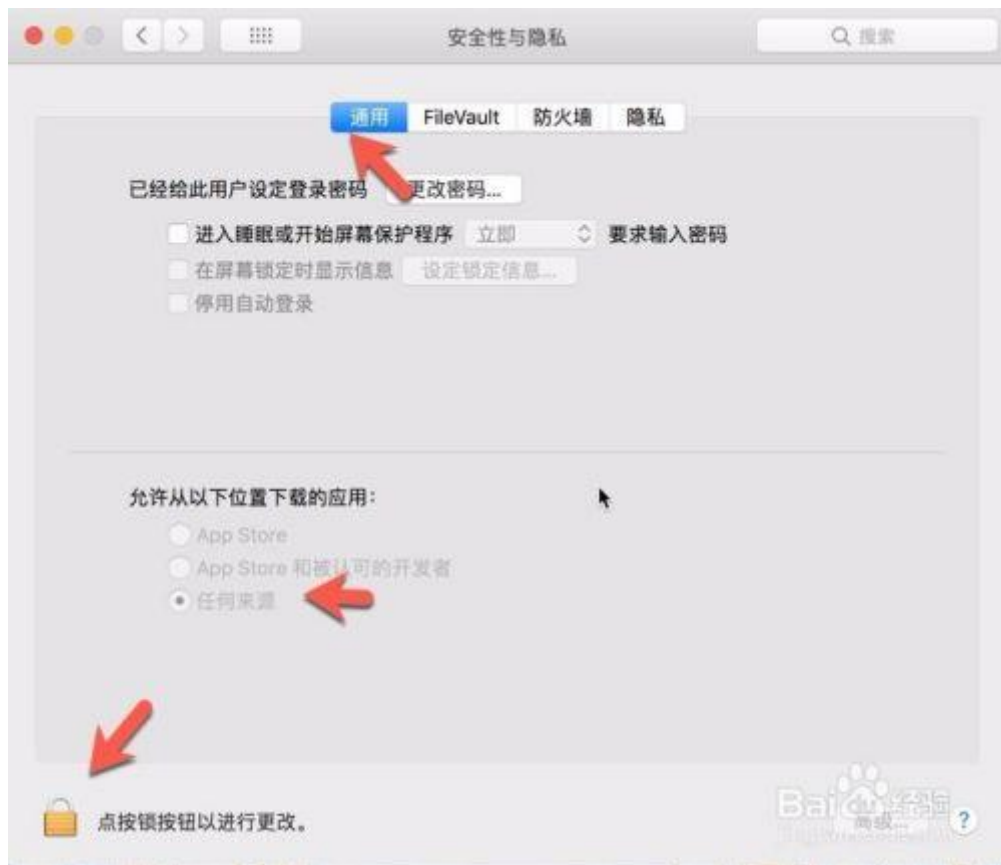 安全性与隐私
搜索
通用 FileVault 防火墙 隐私
已经给此用户设定登录密码 更改密码...
进入睡眠或开始屏幕保护程序 立即 要求输入密码
在屏幕锁定时显示信息 设定锁定信息...
停用自动登录
允许从以下位置下载的应用：
App Store
App Store 和被认可的开发者
任何来源
点按锁按钮以进行更改。
Baidu 经验
高级... ?